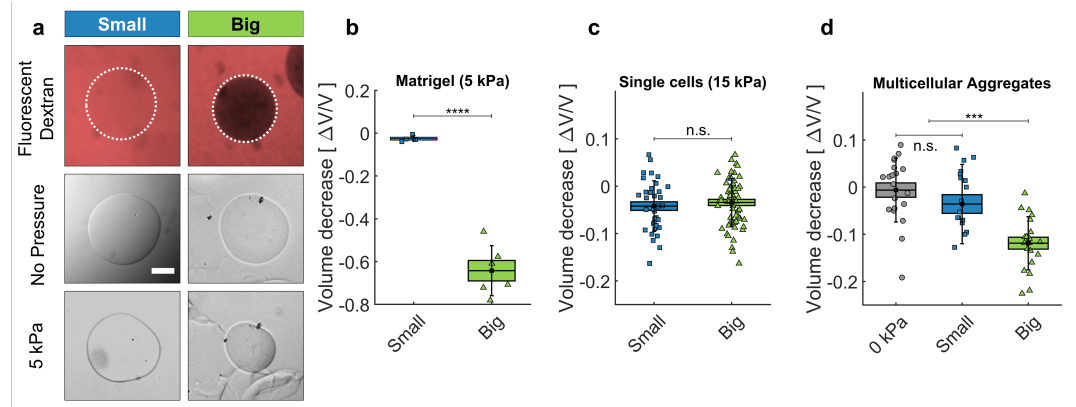 a
Small
Big
Fluorescent
Dextran
No Pressure
5 kPa
b
Matrigel (5 kPa)
Volume decrease [ ΔV/V ]
0.2
0
-0.2
-0.4
-0.6
-0.8
****
Small
Big
c
Single cells (15 kPa)
Volume decrease [ ΔV/V ]
0.1
0
-0.1
-0.2
n.s.
Small
Big
d
Multicellular Aggregates
Volume decrease [ ΔV/V ]
0.1
0
-0.1
-0.2
***
n.s.
0 kPa
Small
Big